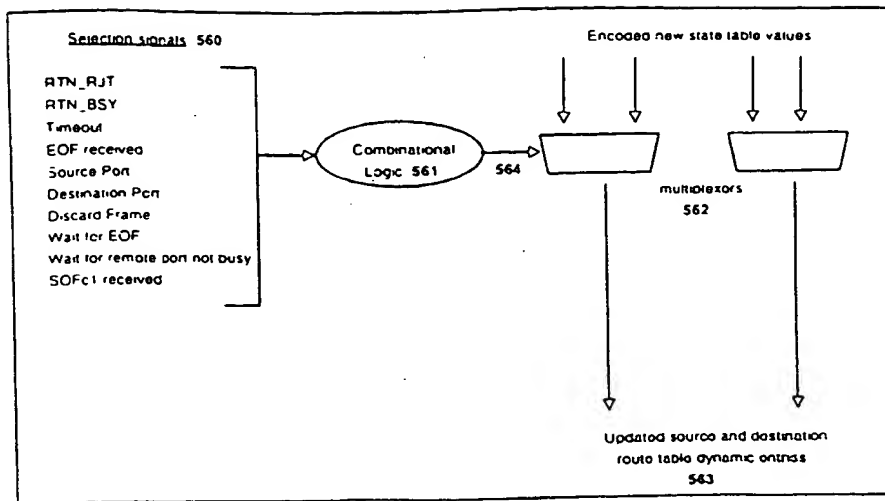 Selection signals 560
Encoded new state table values
RTN_RJT
RTN_BSY
Timeout
EOF received
Source Port
Destination Port
Discard Frame
Wait for EOF
Wait for remote port not busy
SOFc1 received
Combinational
Logic 561
564
multiplexors
562
Updated source and destination
route table dynamic entries
563